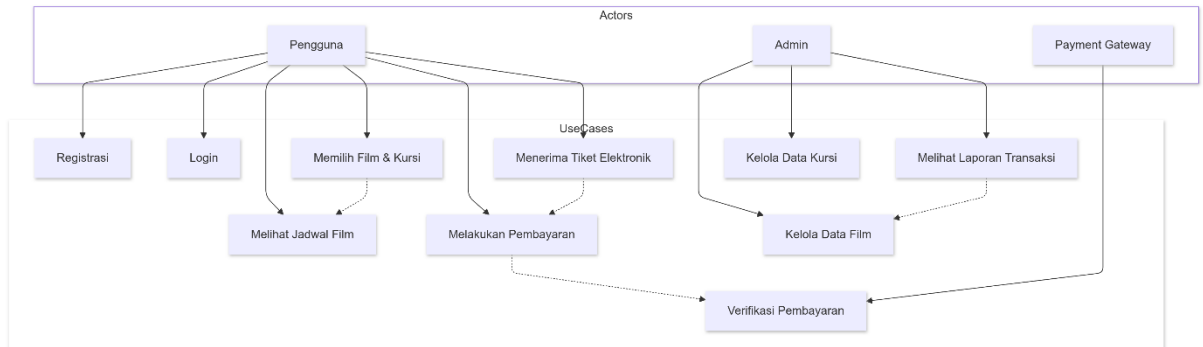 Actors
Pengguna
Admin
Payment Gateway
UseCases
Registrasi
Login
Memilih Film & Kursi
Menerima Tiket Elektronik
Kelola Data Kursi
Melihat Laporan Transaksi
Melihat Jadwal Film
Melakukan Pembayaran
Kelola Data Film
Verifikasi Pembayaran